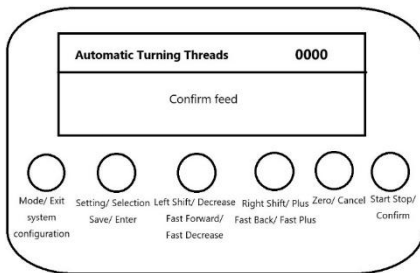 Automatic Turning Threads 0000
Confirm feed
Mode/ Exit
system
configuration
Setting/ Selection
Save/ Enter
Left Shift/ Decrease
Fast Forward/
Fast Decrease
Right Shift/ Plus
Fast Back/ Fast Plus
Zero/ Cancel
Start Stop/
Confirm